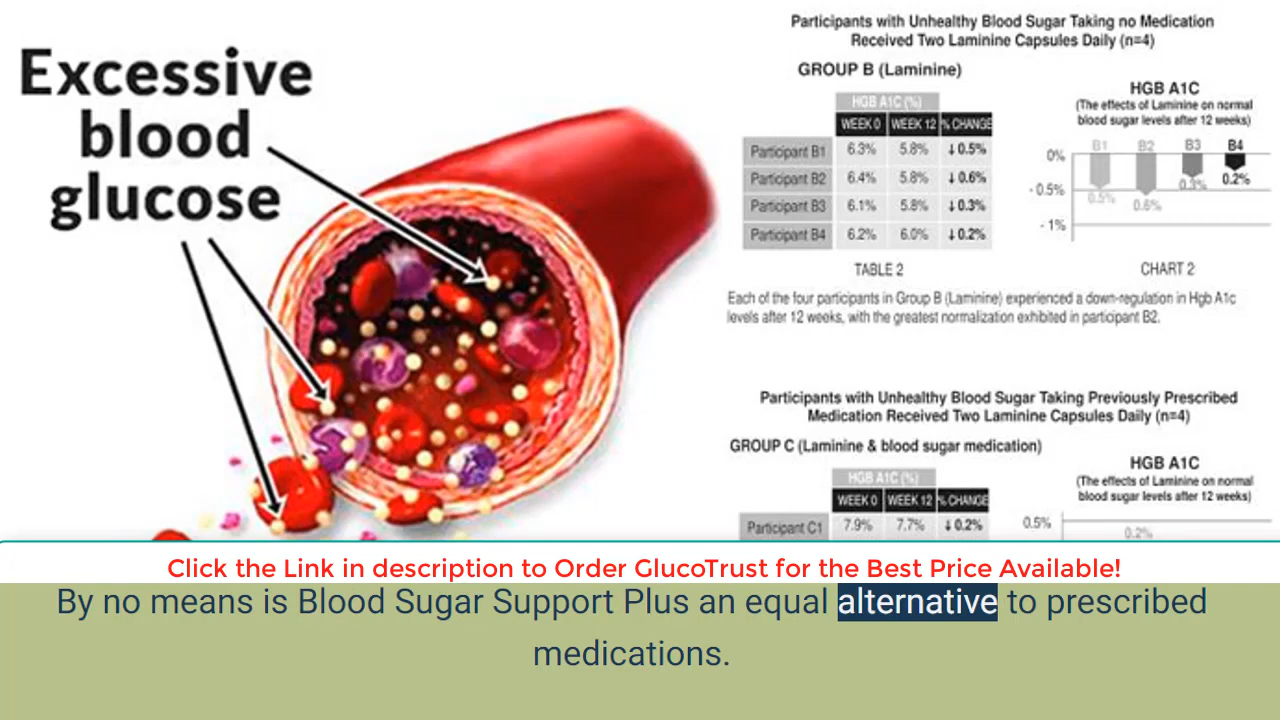 Excessive
blood
glucose
Participants with Unhealthy Blood Sugar Taking no Medication
Received Two Laminine Capsules Daily (n=4)
GROUP B (Laminine)
HGB A1C (%)
WEEK 0 WEEK 12 % CHANGE
Participant B1 6.3% 5.8% ↓0.5%
Participant B2 6.4% 5.8% ↓0.6%
Participant B3 6.1% 5.8% ↓0.3%
Participant B4 6.2% 6.0% ↓0.2%
TABLE 2
HGB A1C
(The effects of Laminine on normal
blood sugar levels after 12 weeks)
B1 B2 B3 B4
0%
- 0.5%
- 1%
0.5% 0.6% 0.3% 0.2%
CHART 2
Each of the four participants in Group B (Laminine) experienced a down-regulation in Hgb A1c
levels after 12 weeks, with the greatest normalization exhibited in participant B2.
Participants with Unhealthy Blood Sugar Taking Previously Prescribed
Medication Received Two Laminine Capsules Daily (n=4)
GROUP C (Laminine & blood sugar medication)
HGB A1C (%)
WEEK 0 WEEK 12 % CHANGE
Participant C1 7.9% 7.7% ↓0.2%
HGB A1C
(The effects of Laminine on normal
blood sugar levels after 12 weeks)
0.5%
0.2%
Click the Link in description to Order GlucoTrust for the Best Price Available!
By no means is Blood Sugar Support Plus an equal alternative to prescribed
medications.